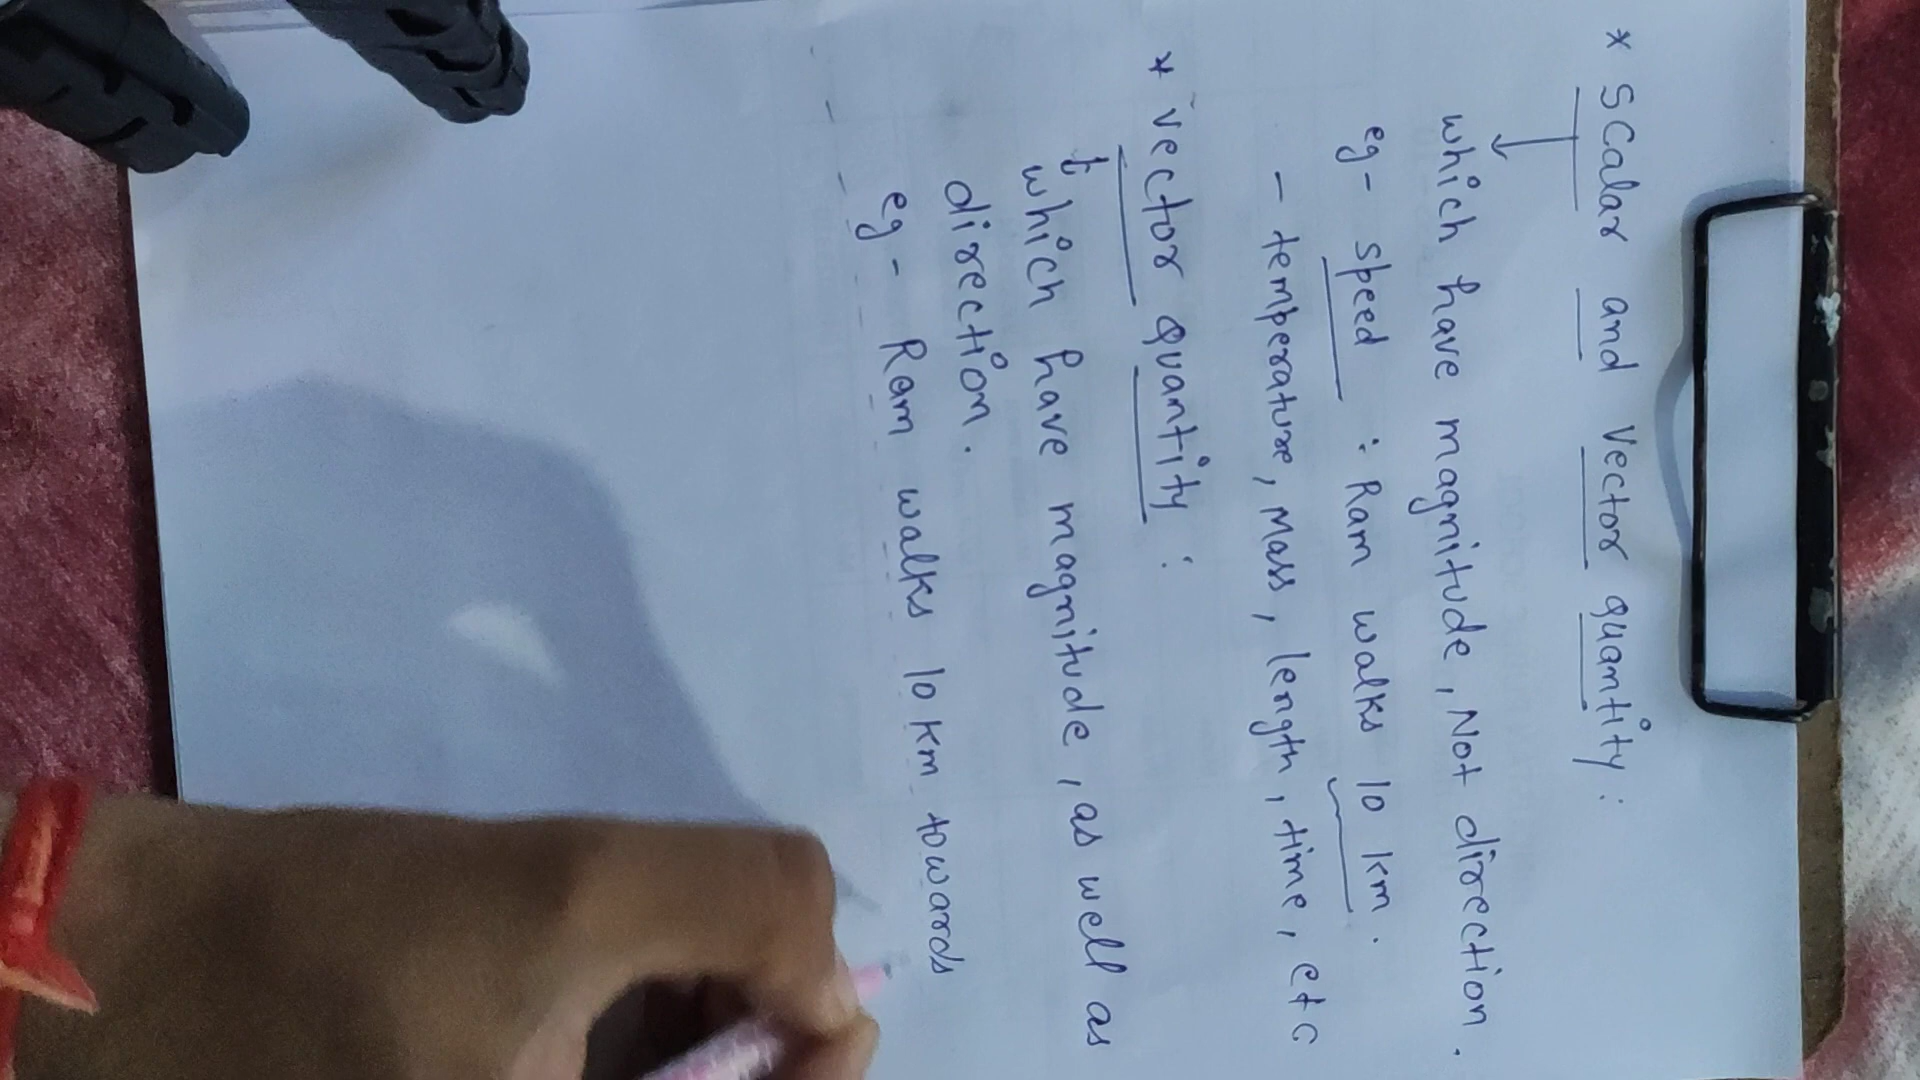 * Scalar and Vector quantity :
which have magnitude, Not direction.
eg - speed : Ram walks 10 km.
- temperature, Mass, length, time, etc
* Vector quantity :
which have magnitude, as well as
direction.
eg - Ram walks 10 km towards